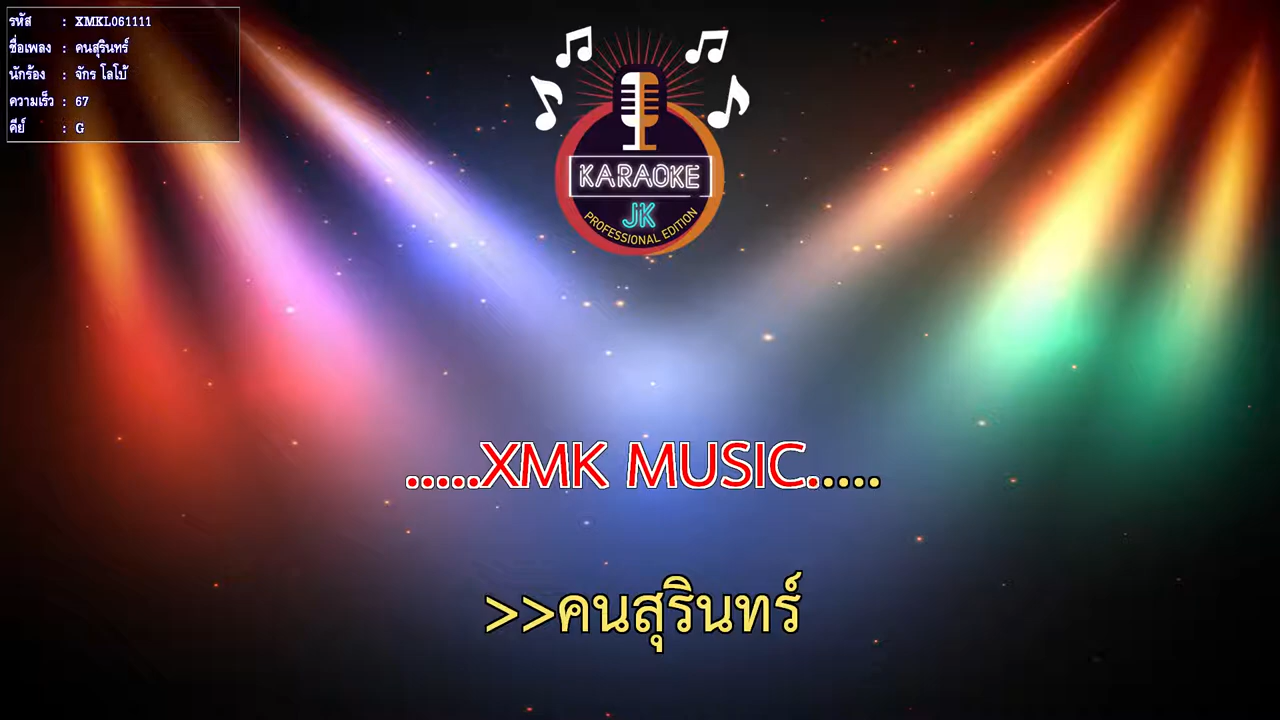 รหัส : XMKL061111
ชื่อเพลง : คนสุรินทร์
นักร้อง : จักร โลโบ้
ความเร็ว : 67
คีย์ : G
KARAOKE
JK
PROFESSIONAL EDITION
.....XMK MUSIC.....
>>คนสุรินทร์